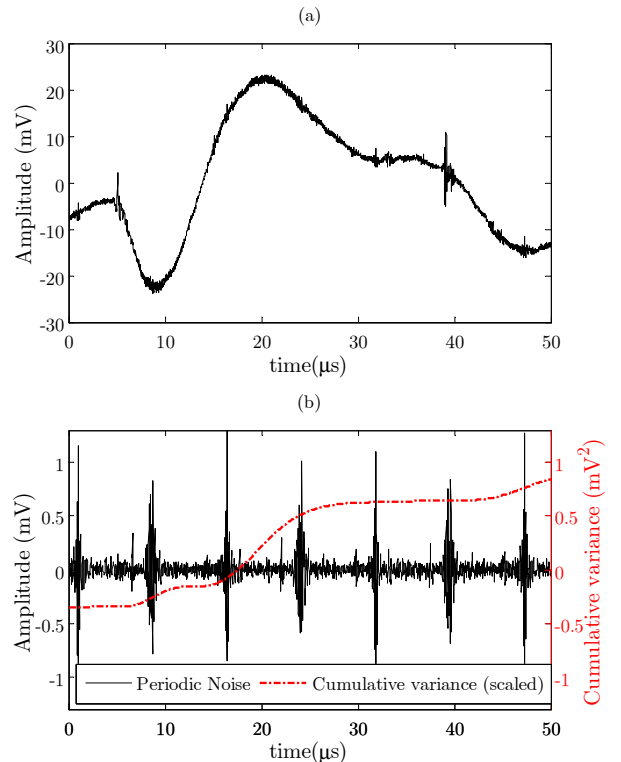 (a)
30
20
10
0
-10
-20
-30
Amplitude (mV)
0 10 20 30 40 50
time(μs)
(b)
1
0.5
0
-0.5
-1
Amplitude (mV)
1
0.5
0
-0.5
-1
Cumulative variance (mV²)
Periodic Noise Cumulative variance (scaled)
0 10 20 30 40 50
time(μs)